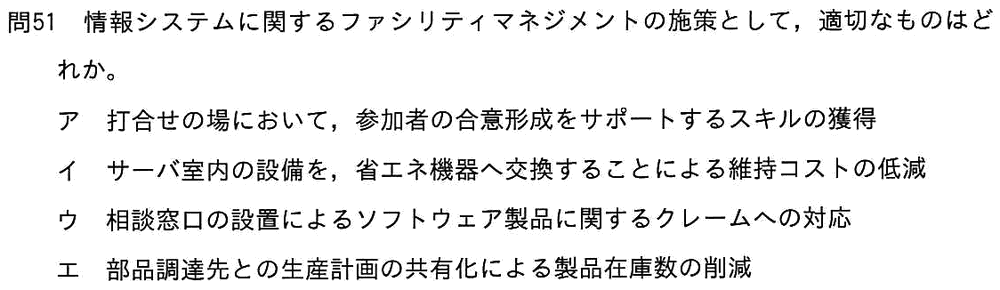 問51　情報システムに関するファシリティマネジメントの施策として，適切なものはど
れか。
ア　打合せの場において，参加者の合意形成をサポートするスキルの獲得
イ　サーバ室内の設備を，省エネ機器へ交換することによる維持コストの低減
ウ　相談窓口の設置によるソフトウェア製品に関するクレームへの対応
エ　部品調達先との生産計画の共有化による製品在庫数の削減